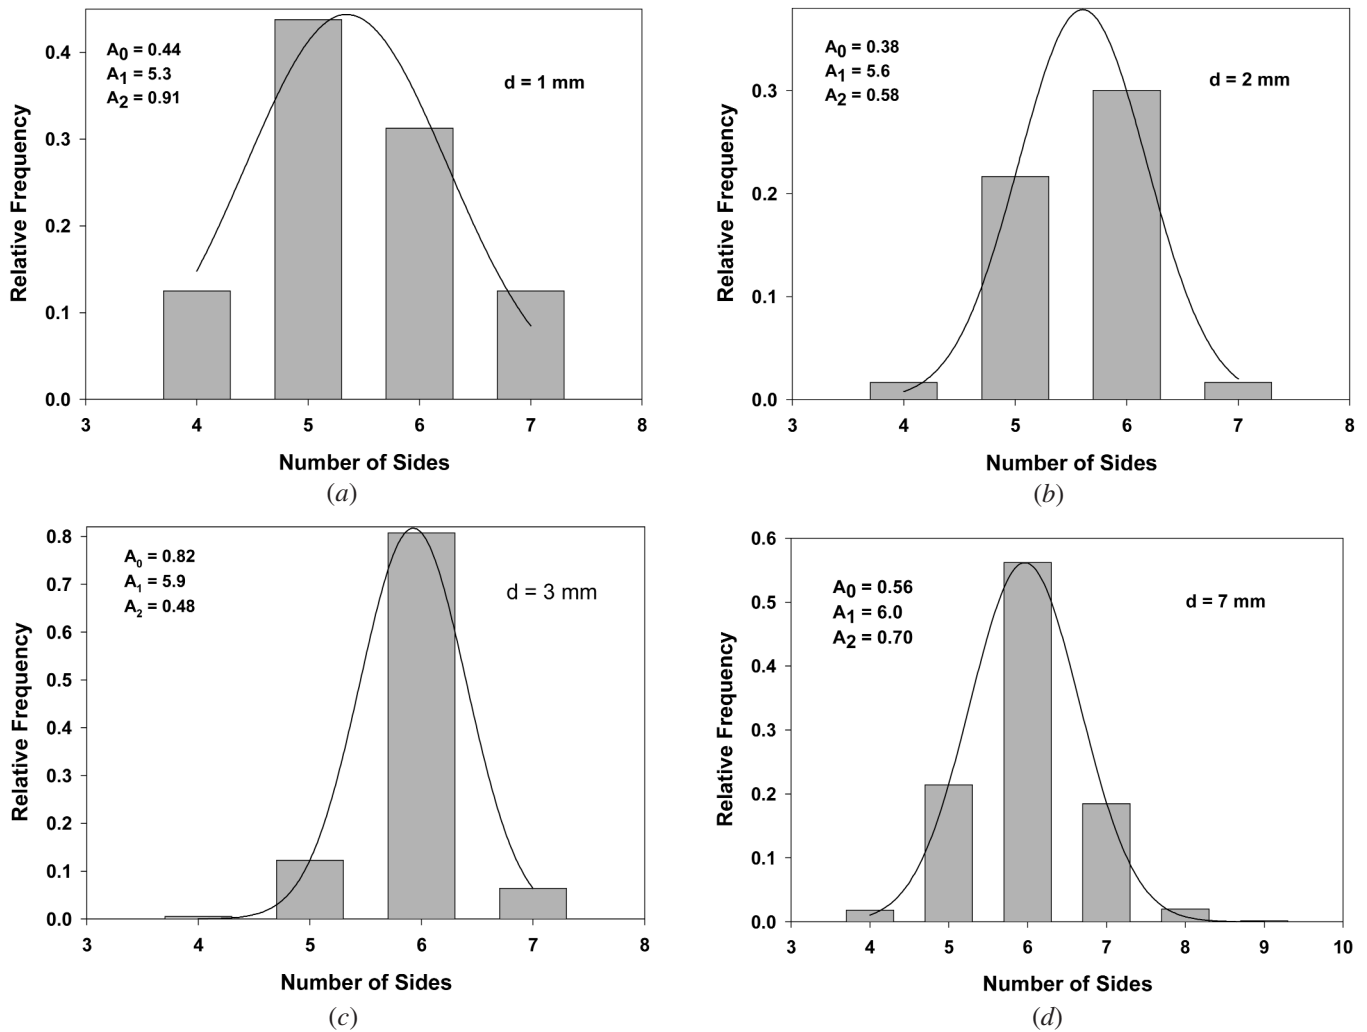 A0 = 0.44
A1 = 5.3
A2 = 0.91
d = 1 mm
Relative Frequency
0.4
0.3
0.2
0.1
0.0
3 4 5 6 7 8
Number of Sides
(a)
A0 = 0.38
A1 = 5.6
A2 = 0.58
d = 2 mm
Relative Frequency
0.3
0.2
0.1
0.0
3 4 5 6 7 8
Number of Sides
(b)
A0 = 0.82
A1 = 5.9
A2 = 0.48
d = 3 mm
Relative Frequency
0.8
0.7
0.6
0.5
0.4
0.3
0.2
0.1
0.0
3 4 5 6 7 8
Number of Sides
(c)
A0 = 0.56
A1 = 6.0
A2 = 0.70
d = 7 mm
Relative Frequency
0.6
0.5
0.4
0.3
0.2
0.1
0.0
3 4 5 6 7 8 9 10
Number of Sides
(d)